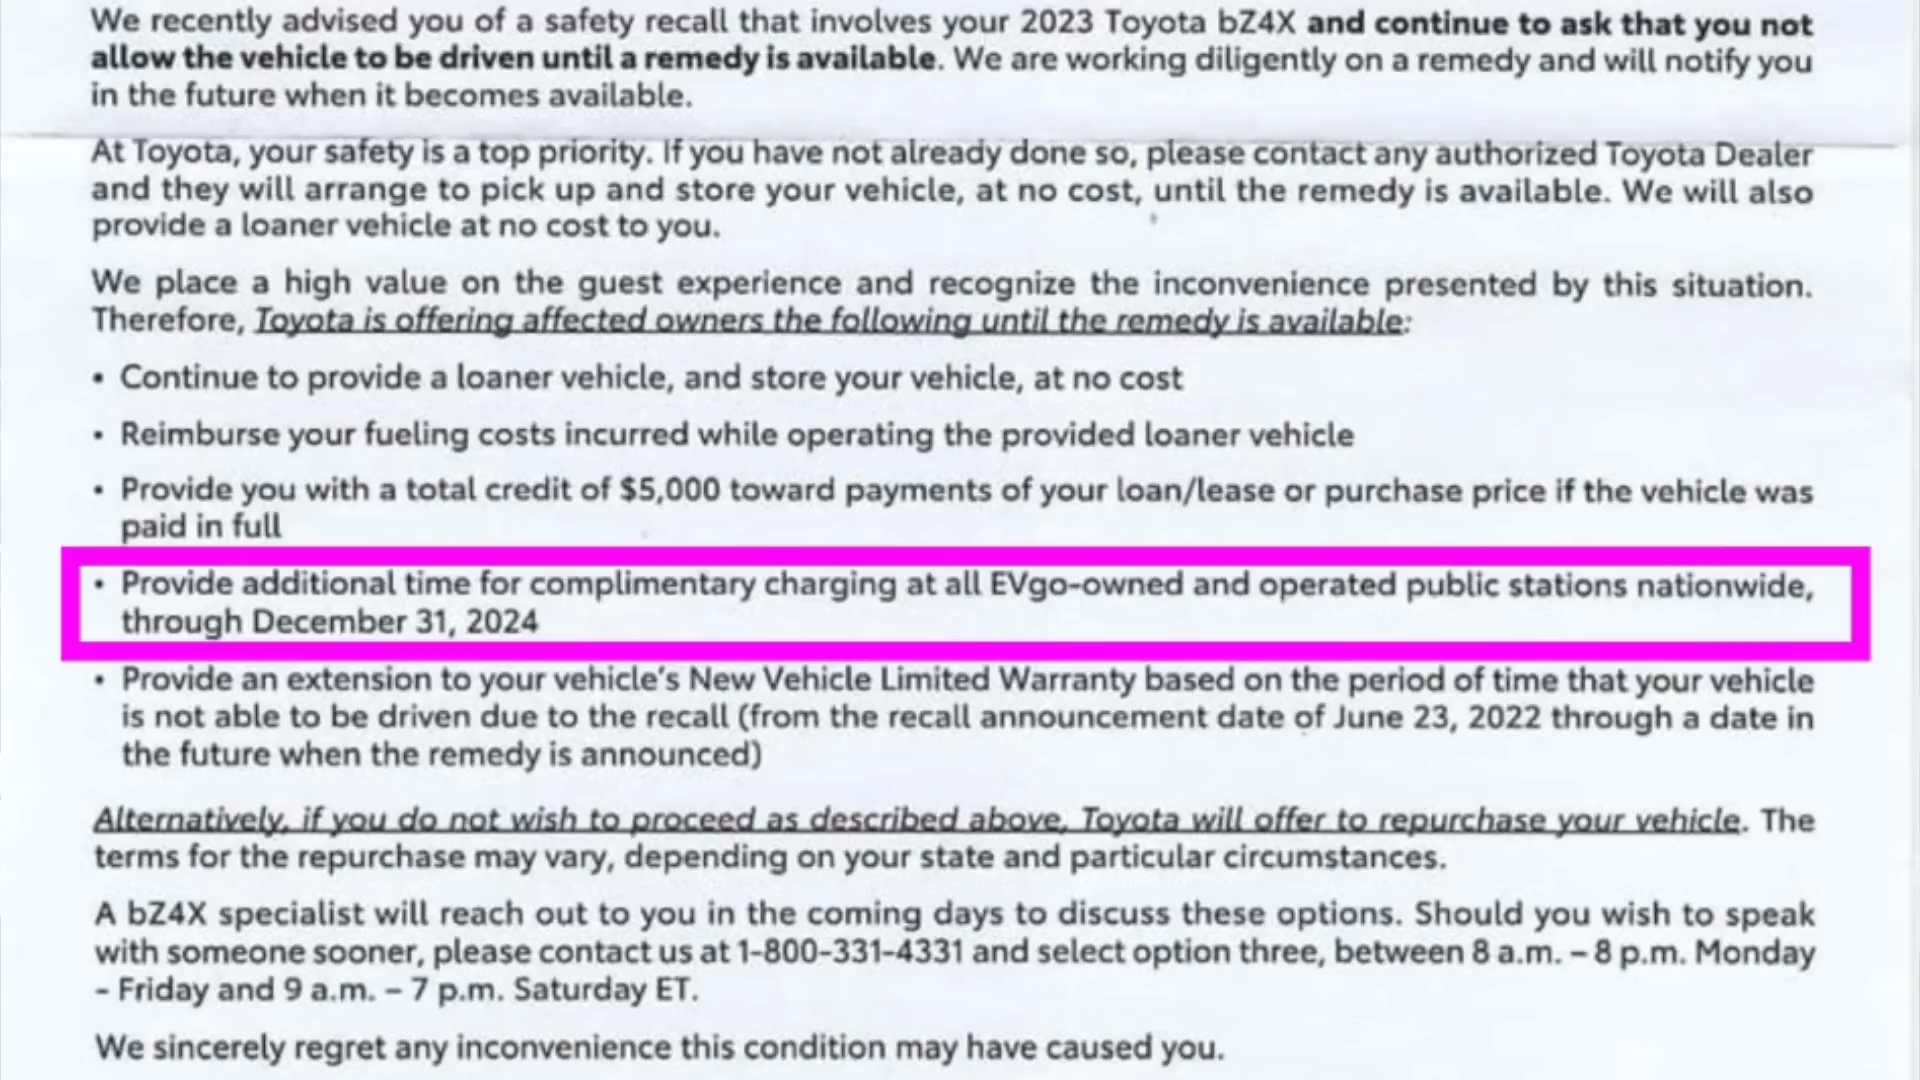 We recently advised you of a safety recall that involves your 2023 Toyota bZ4X and continue to ask that you not
allow the vehicle to be driven until a remedy is available. We are working diligently on a remedy and will notify you
in the future when it becomes available.
At Toyota, your safety is a top priority. If you have not already done so, please contact any authorized Toyota Dealer
and they will arrange to pick up and store your vehicle, at no cost, until the remedy is available. We will also
provide a loaner vehicle at no cost to you.
We place a high value on the guest experience and recognize the inconvenience presented by this situation.
Therefore, Toyota is offering affected owners the following until the remedy is available:
• Continue to provide a loaner vehicle, and store your vehicle, at no cost
• Reimburse your fueling costs incurred while operating the provided loaner vehicle
• Provide you with a total credit of $5,000 toward payments of your loan/lease or purchase price if the vehicle was
paid in full
• Provide additional time for complimentary charging at all EVgo-owned and operated public stations nationwide,
through December 31, 2024
• Provide an extension to your vehicle's New Vehicle Limited Warranty based on the period of time that your vehicle
is not able to be driven due to the recall (from the recall announcement date of June 23, 2022 through a date in
the future when the remedy is announced)
Alternatively, if you do not wish to proceed as described above, Toyota will offer to repurchase your vehicle. The
terms for the repurchase may vary, depending on your state and particular circumstances.
A bZ4X specialist will reach out to you in the coming days to discuss these options. Should you wish to speak
with someone sooner, please contact us at 1-800-331-4331 and select option three, between 8 a.m. – 8 p.m. Monday
– Friday and 9 a.m. – 7 p.m. Saturday ET.
We sincerely regret any inconvenience this condition may have caused you.